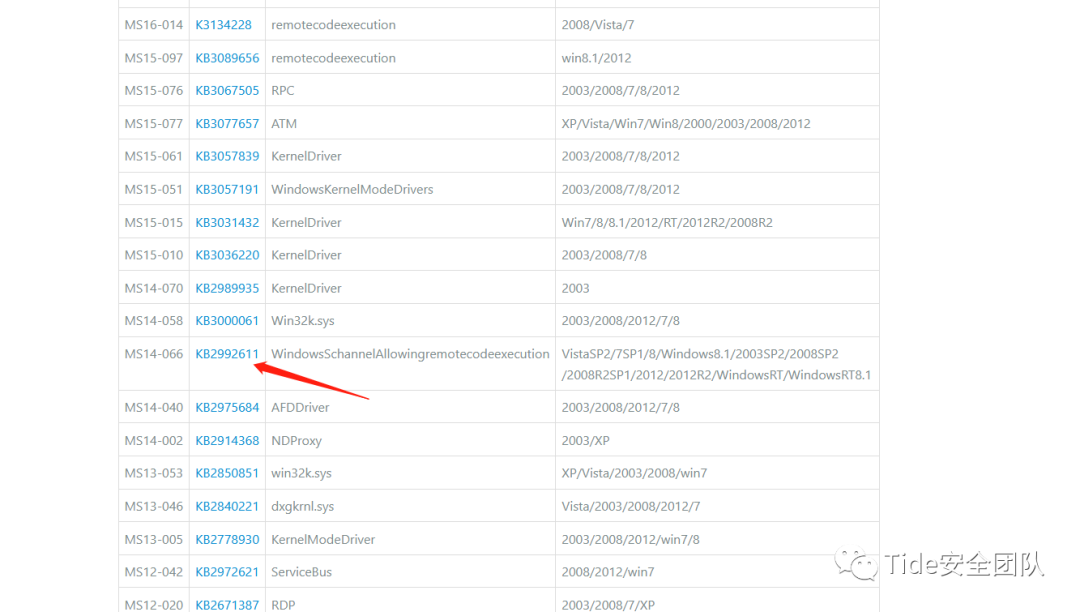 MS16-014 K3134228 remotecodeexecution 2008/Vista/7
MS15-097 KB3089656 remotecodeexecution win8.1/2012
MS15-076 KB3067505 RPC 2003/2008/7/8/2012
MS15-077 KB3077657 ATM XP/Vista/Win7/Win8/2000/2003/2008/2012
MS15-061 KB3057839 KernelDriver 2003/2008/7/8/2012
MS15-051 KB3057191 WindowsKernelModeDrivers 2003/2008/7/8/2012
MS15-015 KB3031432 KernelDriver Win7/8/8.1/2012/RT/2012R2/2008R2
MS15-010 KB3036220 KernelDriver 2003/2008/7/8
MS14-070 KB2989935 KernelDriver 2003
MS14-058 KB3000061 Win32k.sys 2003/2008/2012/7/8
MS14-066 KB2992611 WindowsSchannelAllowingremotecodeexecution VistaSP2/7SP1/8/Windows8.1/2003SP2/2008SP2
/2008R2SP1/2012/2012R2/WindowsRT/WindowsRT8.1
MS14-040 KB2975684 AFDDriver 2003/2008/2012/7/8
MS14-002 KB2914368 NDProxy 2003/XP
MS13-053 KB2850851 win32k.sys XP/Vista/2003/2008/win7
MS13-046 KB2840221 dxgkrnl.sys Vista/2003/2008/2012/7
MS13-005 KB2778930 KernelModeDriver 2003/2008/2012/win7/8
MS12-042 KB2972621 ServiceBus 2008/2012/win7
MS12-020 KB2671387 RDP 2003/2008/7/XP
Tide安全团队